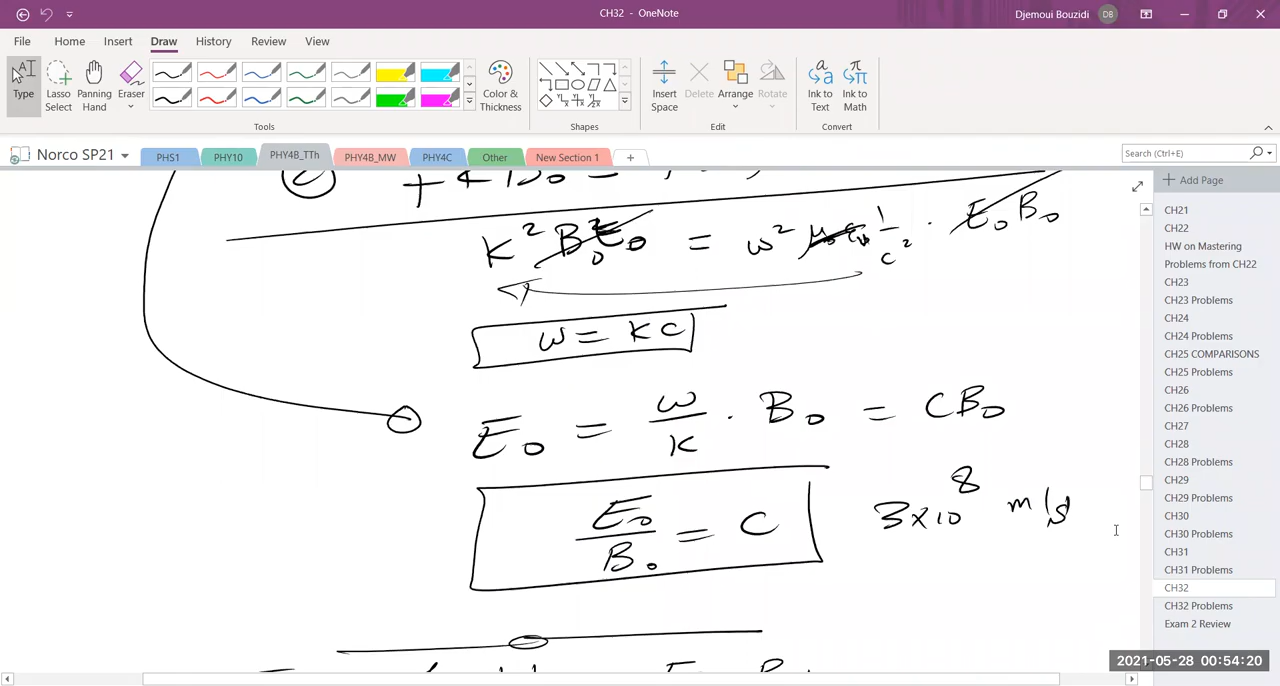 CH32 - OneNote
Djemoui Bouzidi DB
File Home Insert Draw History Review View
Type Lasso Select Panning Hand Eraser Color & Thickness Insert Space Delete Arrange Rotate Ink to Text Ink to Math
Tools Shapes Edit Convert
Norco SP21 PHS1 PHY10 PHY4B_TTh PHY4B_MW PHY4C Other New Section 1 +
Search (Ctrl+E)
Add Page
CH21
CH22
HW on Mastering
Problems from CH22
CH23
CH23 Problems
CH24
CH24 Problems
CH25 COMPARISONS
CH25 Problems
CH26
CH26 Problems
CH27
CH28
CH28 Problems
CH29
CH29 Problems
CH30
CH30 Problems
CH31
CH31 Problems
CH32
CH32 Problems
Exam 2 Review
K² B₀² = ω² 1/c² · E₀ B₀
ω = KC
E₀ = ω/K · B₀ = CB₀
E₀/B₀ = C 3×10⁸ m/s
2021-05-28 00:54:20